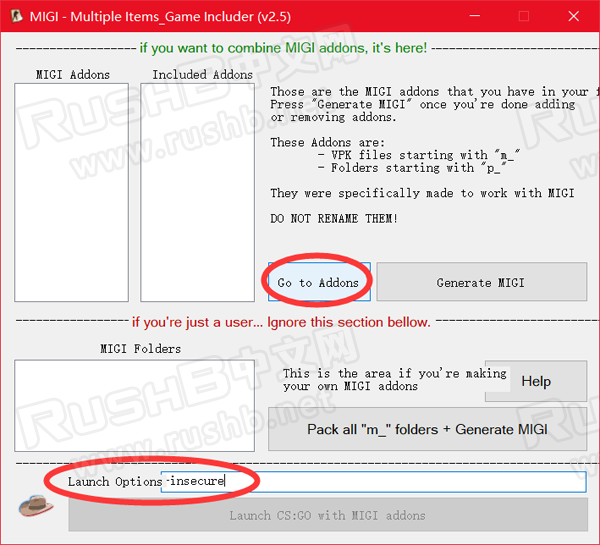 MIGI - Multiple Items_Game Includer (v2.5)
if you want to combine MIGI addons, it's here!
MIGI Addons
Included Addons
Those are the MIGI addons that you have in your f
Press "Generate MIGI" once you're done adding
or removing addons.
These Addons are:
- VPK files starting with "m_"
- Folders starting with "p_"
They were specifically made to work with MIGI
DO NOT RENAME THEM!
Go to Addons
Generate MIGI
if you're just a user... Ignore this section bellow.
MIGI Folders
This is the area if you're making
your own MIGI addons
Help
Pack all "m_" folders + Generate MIGI
Launch Options
-insecure
Launch CS:GO with MIGI addons
RushB中文网
www.rushb.net
RushB中文网
www.rushb.net